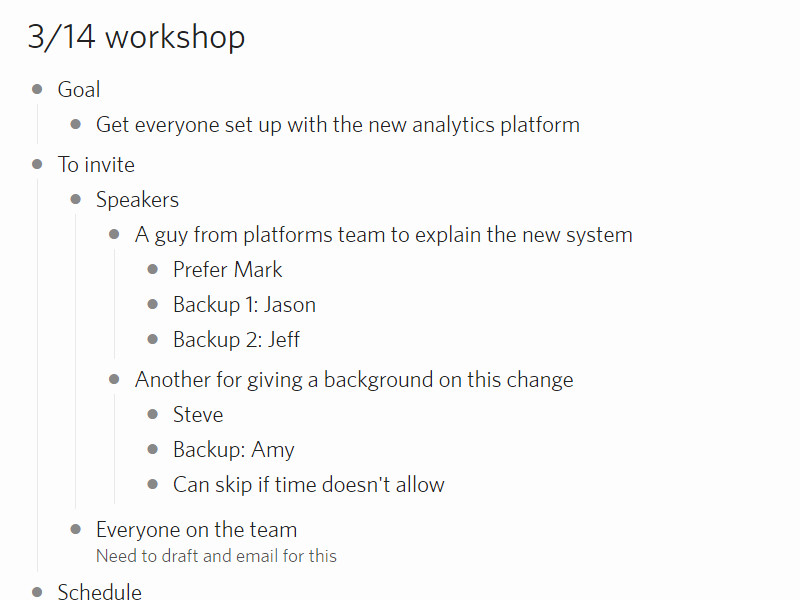 3/14 workshop
Goal
Get everyone set up with the new analytics platform
To invite
Speakers
A guy from platforms team to explain the new system
Prefer Mark
Backup 1: Jason
Backup 2: Jeff
Another for giving a background on this change
Steve
Backup: Amy
Can skip if time doesn't allow
Everyone on the team
Need to draft and email for this
Schedule